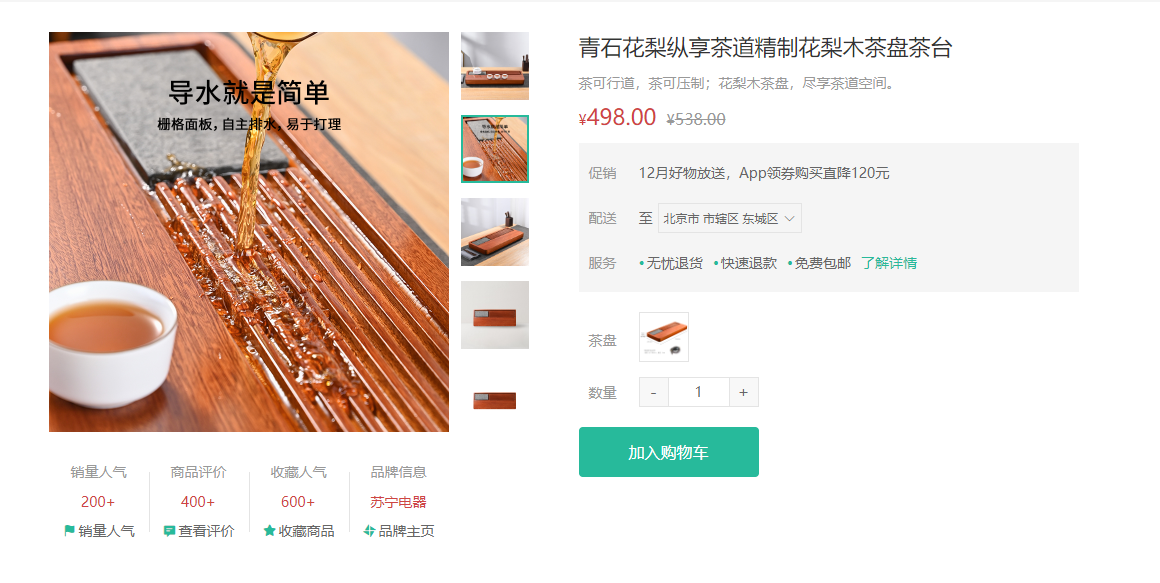 导水就是简单
栅格面板，自主排水，易于打理
青石花梨纵享茶道精制花梨木茶盘茶台
茶可行道，茶可压制；花梨木茶盘，尽享茶道空间。
¥498.00 ¥538.00
促销 12月好物放送，App领券购买直降120元
配送 至 北京市 市辖区 东城区
服务 •无忧退货 •快速退款 •免费包邮 了解详情
茶盘
数量 - 1 +
加入购物车
销量人气 商品评价 收藏人气 品牌信息
200+ 400+ 600+ 苏宁电器
销量人气 查看评价 收藏商品 品牌主页